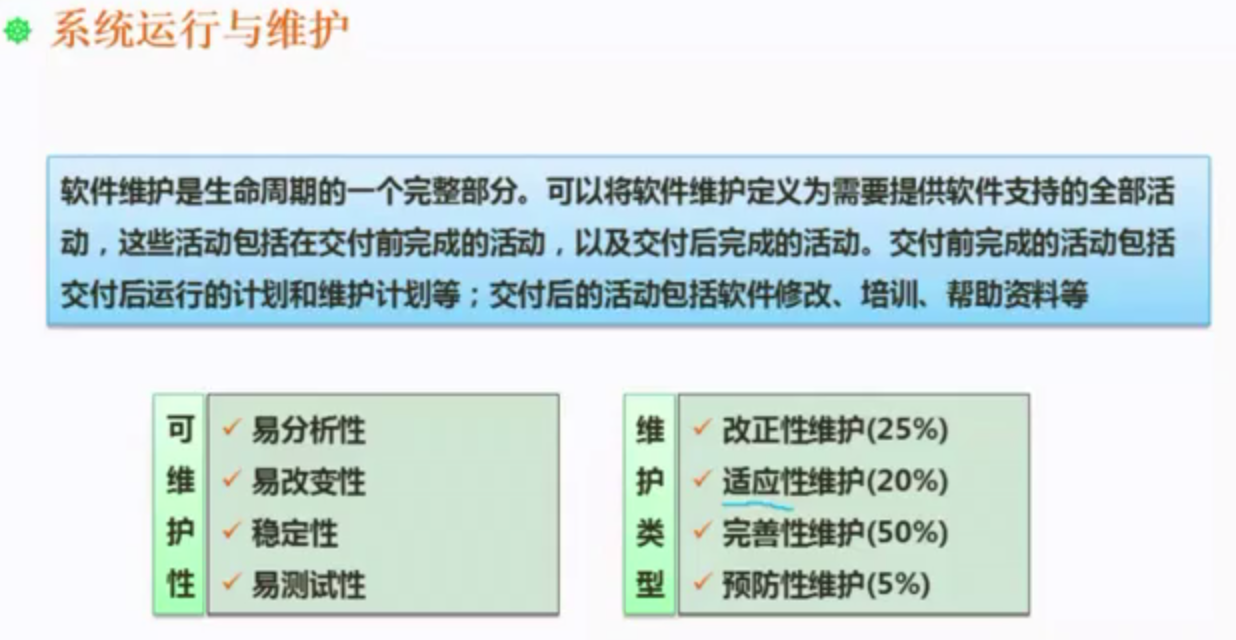 系统运行与维护
软件维护是生命周期的一个完整部分。可以将软件维护定义为需要提供软件支持的全部活
动，这些活动包括在交付前完成的活动，以及交付后完成的活动。交付前完成的活动包括
交付后运行的计划和维护计划等；交付后的活动包括软件修改、培训、帮助资料等
可维护性
易分析性
易改变性
稳定性
易测试性
维护类型
改正性维护(25%)
适应性维护(20%)
完善性维护(50%)
预防性维护(5%)